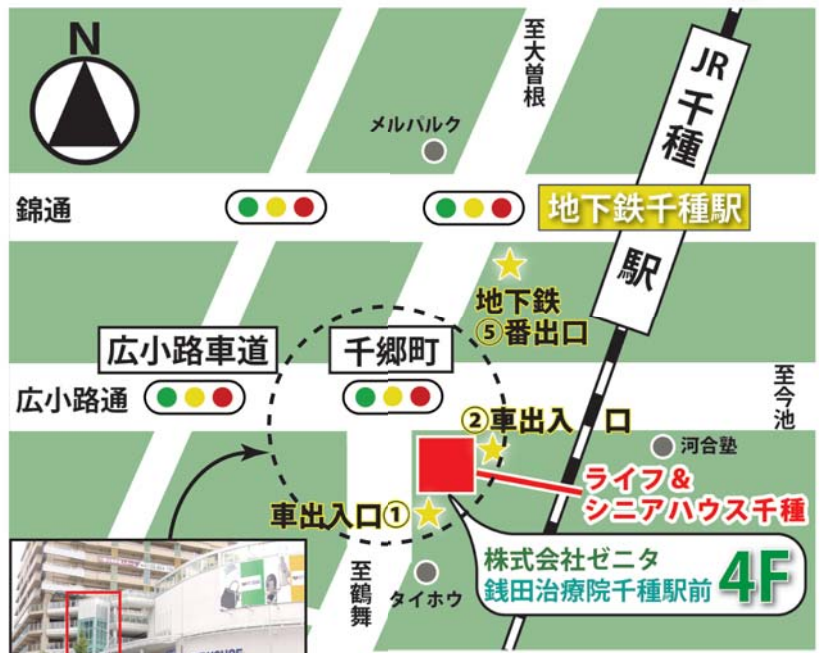 N
至大曽根
JR千種駅
メルパルク
錦通
地下鉄千種駅
地下鉄
⑤番出口
広小路車道
千郷町
広小路通
至今池
②車出入 口
河合塾
ライフ&
シニアハウス千種
車出入口①
株式会社ゼニタ
銭田治療院千種駅前 4F
至鶴舞
タイホウ